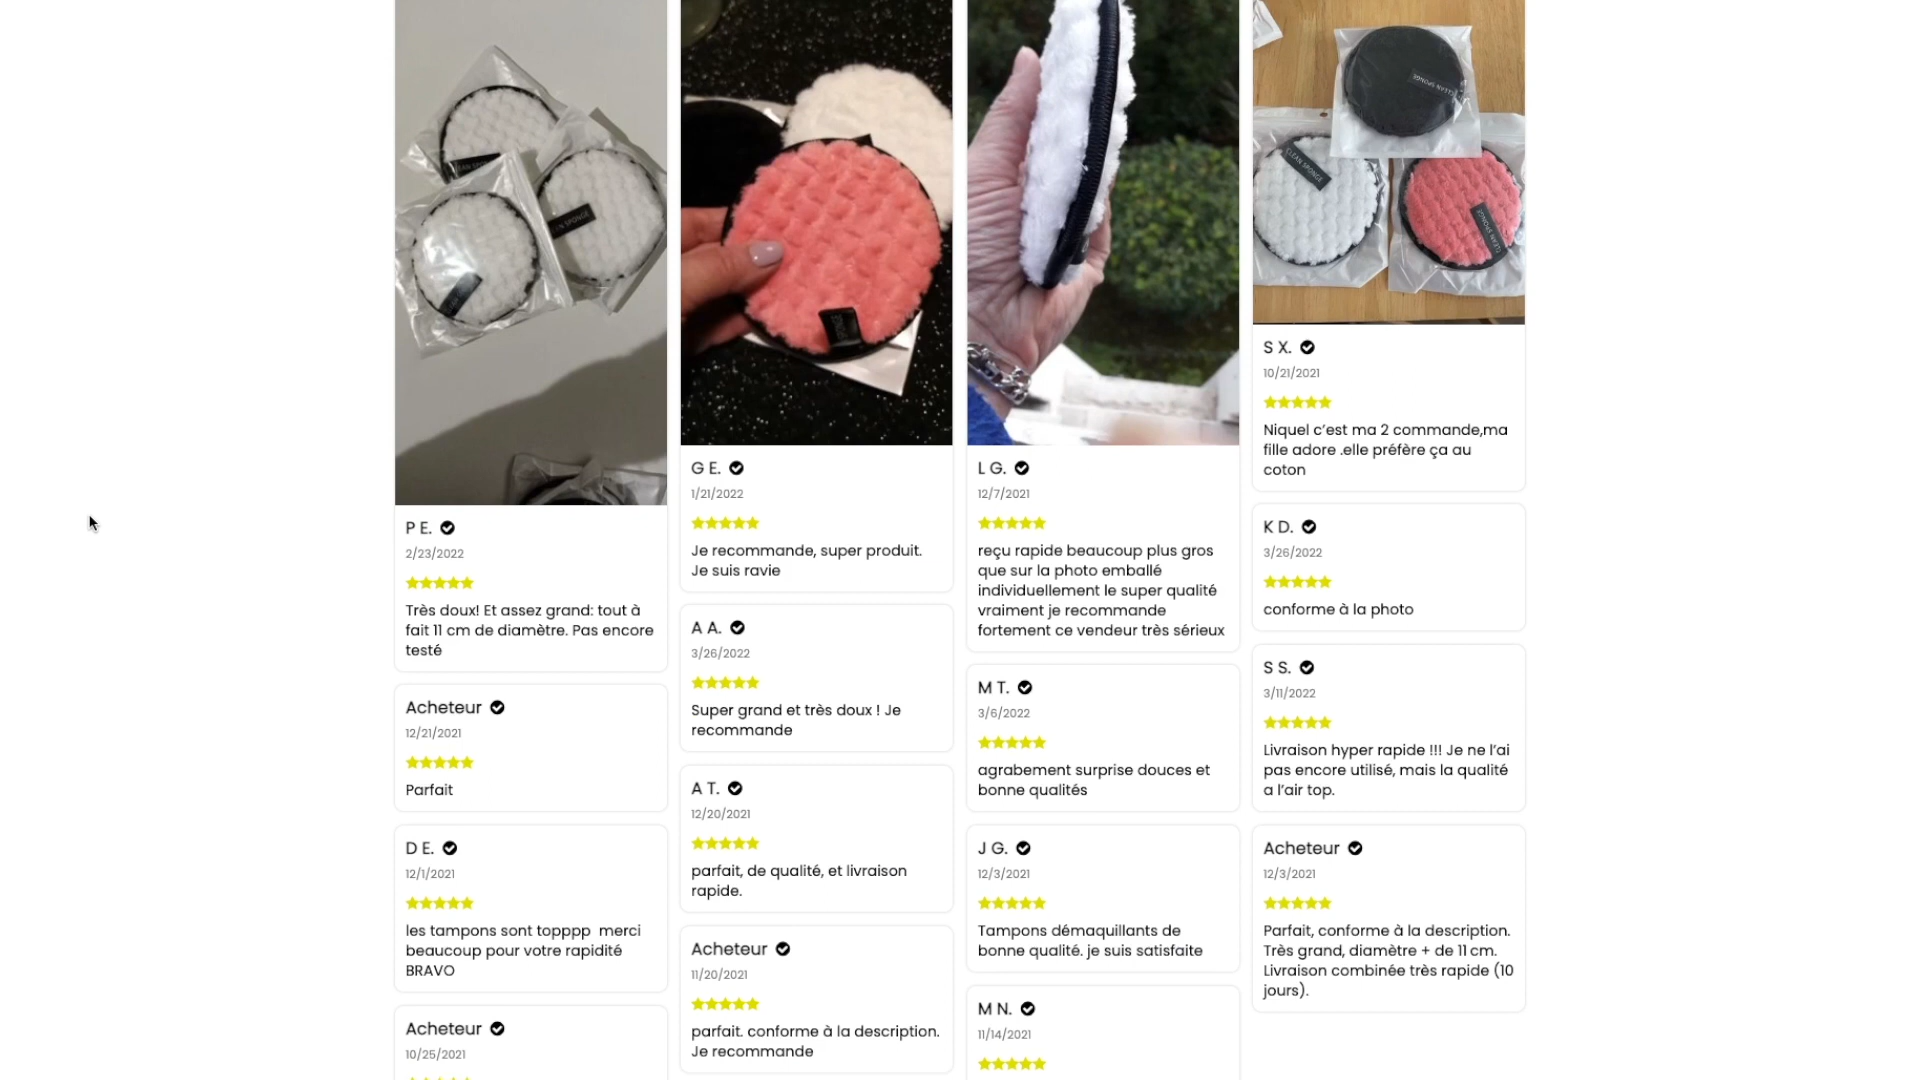 CLEAN SPONGE
CLEAN SPONGE
CLEAN SPONGE
P E.
2/23/2022
Très doux! Et assez grand: tout à
fait 11 cm de diamètre. Pas encore
testé
Acheteur
12/21/2021
Parfait
D E.
12/1/2021
les tampons sont topppp  merci
beaucoup pour votre rapidité
BRAVO
Acheteur
10/25/2021
G E.
1/21/2022
Je recommande, super produit.
Je suis ravie
A A.
3/26/2022
Super grand et très doux ! Je
recommande
A T.
12/20/2021
parfait, de qualité, et livraison
rapide.
Acheteur
11/20/2021
parfait. conforme à la description.
Je recommande
L G.
12/7/2021
reçu rapide beaucoup plus gros
que sur la photo emballé
individuellement le super qualité
vraiment je recommande
fortement ce vendeur très sérieux
M T.
3/6/2022
agrabement surprise douces et
bonne qualités
J G.
12/3/2021
Tampons démaquillants de
bonne qualité. je suis satisfaite
M N.
11/14/2021
S X.
10/21/2021
Niquel c’est ma 2 commande,ma
fille adore .elle préfère ça au
coton
K D.
3/26/2022
conforme à la photo
S S.
3/11/2022
Livraison hyper rapide !!! Je ne l’ai
pas encore utilisé, mais la qualité
a l’air top.
Acheteur
12/3/2021
Parfait, conforme à la description.
Très grand, diamètre + de 11 cm.
Livraison combinée très rapide (10
jours).